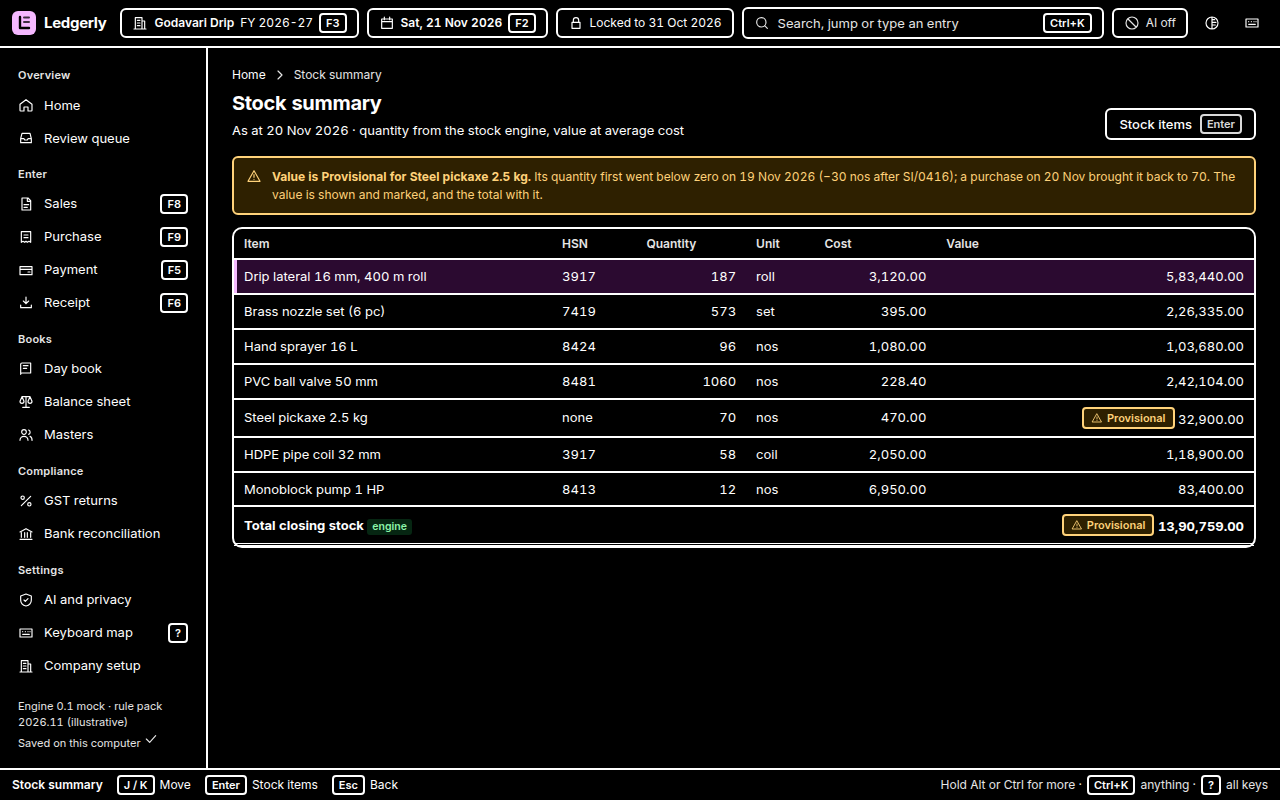 Ledgerly
Godavari Drip FY 2026-27 F3
Sat, 21 Nov 2026 F2
Locked to 31 Oct 2026
Search, jump or type an entry Ctrl+K
AI off
Overview
Home
Review queue
Enter
Sales F8
Purchase F9
Payment F5
Receipt F6
Books
Day book
Balance sheet
Masters
Compliance
GST returns
Bank reconciliation
Settings
AI and privacy
Keyboard map ?
Company setup
Engine 0.1 mock · rule pack
2026.11 (illustrative)
Saved on this computer
Home > Stock summary
Stock summary
As at 20 Nov 2026 · quantity from the stock engine, value at average cost
Stock items Enter
Value is Provisional for Steel pickaxe 2.5 kg. Its quantity first went below zero on 19 Nov 2026 (−30 nos after SI/0416); a purchase on 20 Nov brought it back to 70. The
value is shown and marked, and the total with it.
Item HSN Quantity Unit Cost Value
Drip lateral 16 mm, 400 m roll 3917 187 roll 3,120.00 5,83,440.00
Brass nozzle set (6 pc) 7419 573 set 395.00 2,26,335.00
Hand sprayer 16 L 8424 96 nos 1,080.00 1,03,680.00
PVC ball valve 50 mm 8481 1060 nos 228.40 2,42,104.00
Steel pickaxe 2.5 kg none 70 nos 470.00 Provisional 32,900.00
HDPE pipe coil 32 mm 3917 58 coil 2,050.00 1,18,900.00
Monoblock pump 1 HP 8413 12 nos 6,950.00 83,400.00
Total closing stock engine Provisional 13,90,759.00
Stock summary J / K Move Enter Stock items Esc Back
Hold Alt or Ctrl for more · Ctrl+K anything · ? all keys